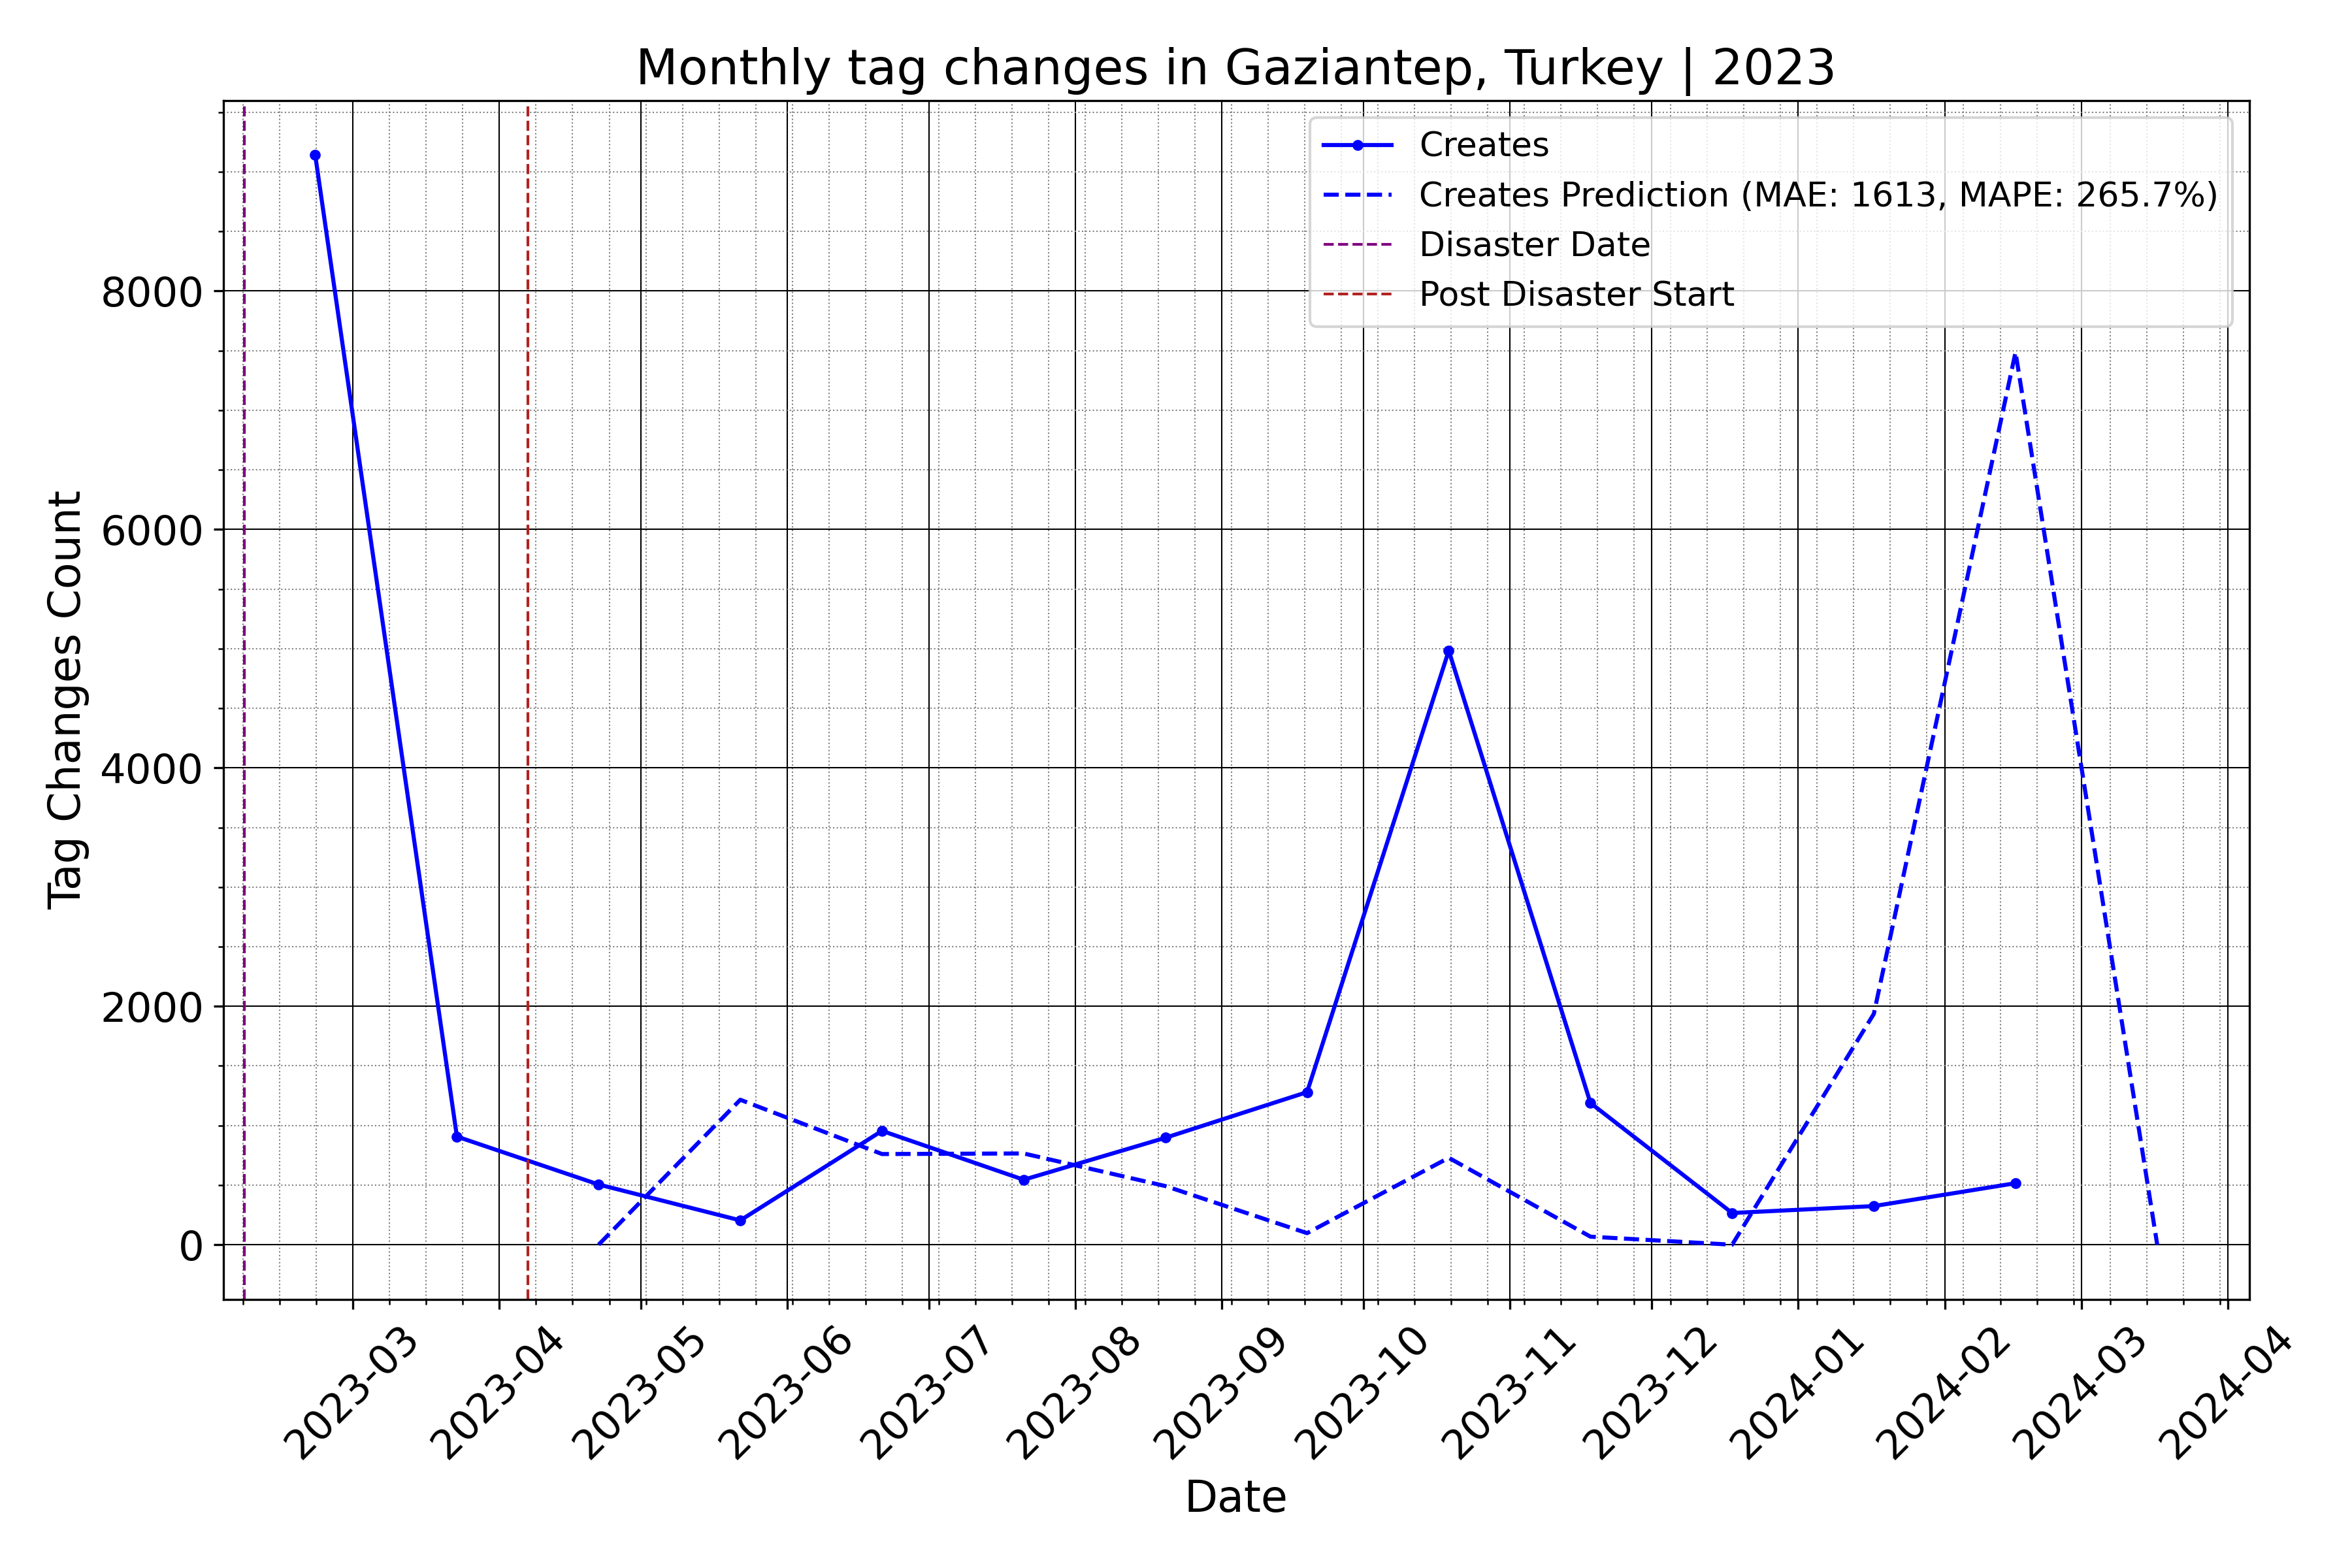 Monthly tag changes in Gaziantep, Turkey | 2023
Creates
Creates Prediction (MAE: 1613, MAPE: 265.7%)
Disaster Date
Post Disaster Start
Tag Changes Count
8000
6000
4000
2000
0
2023-03
2023-04
2023-05
2023-06
2023-07
2023-08
2023-09
2023-10
2023-11
2023-12
2024-01
2024-02
2024-03
2024-04
Date